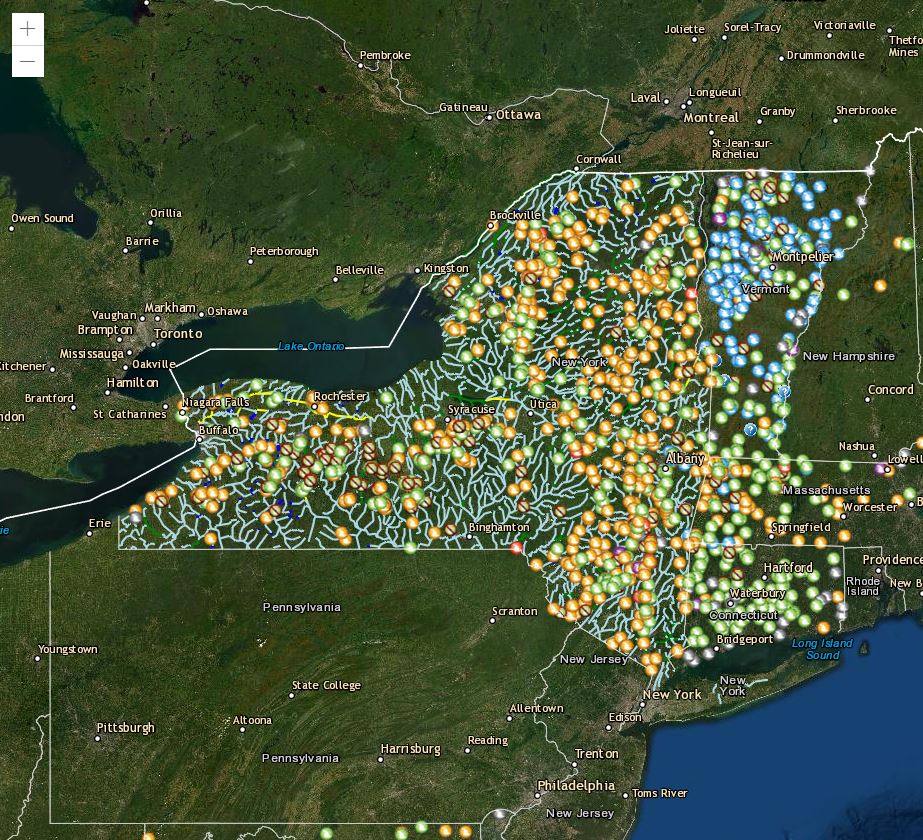 +
−
Joliette
Sorel-Tracy
Victoriaville
Thetfo
Mines
Drummondville
Pembroke
Laval
Longueuil
Gatineau
Ottawa
Montreal
Granby
Sherbrooke
St-Jean-sur-
Richelieu
Cornwall
Owen Sound
Orillia
Barrie
Brockville
Peterborough
Belleville
Kingston
Montpelier
Vermont
Markham
Oshawa
Vaughan
Brampton
Toronto
Lake Ontario
Mississauga
New York
New Hampshire
Oakville
Kitchener
Hamilton
Concord
Brantford
St Catharines
Niagara Falls
Rochester
Syracuse
Utica
ndon
Buffalo
Nashua
Albany
Lowell
Massachusetts
Worcester
Erie
rie
Binghamton
Springfield
Providence
Hartford
Rhode
Island
New B
Waterbury
Connecticut
Pennsylvania
Scranton
Bridgeport
Long Island
Sound
Youngstown
New Jersey
State College
New
York
New York
Allentown
Edison
Pittsburgh
Altoona
Harrisburg
Reading
Pennsylvania
Trenton
Philadelphia
Toms River
New Jersey